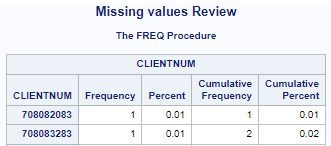 Missing values Review
The FREQ Procedure
CLIENTNUM
CLIENTNUM Frequency Percent Cumulative Frequency Cumulative Percent
708082083 1 0.01 1 0.01
708083283 1 0.01 2 0.02